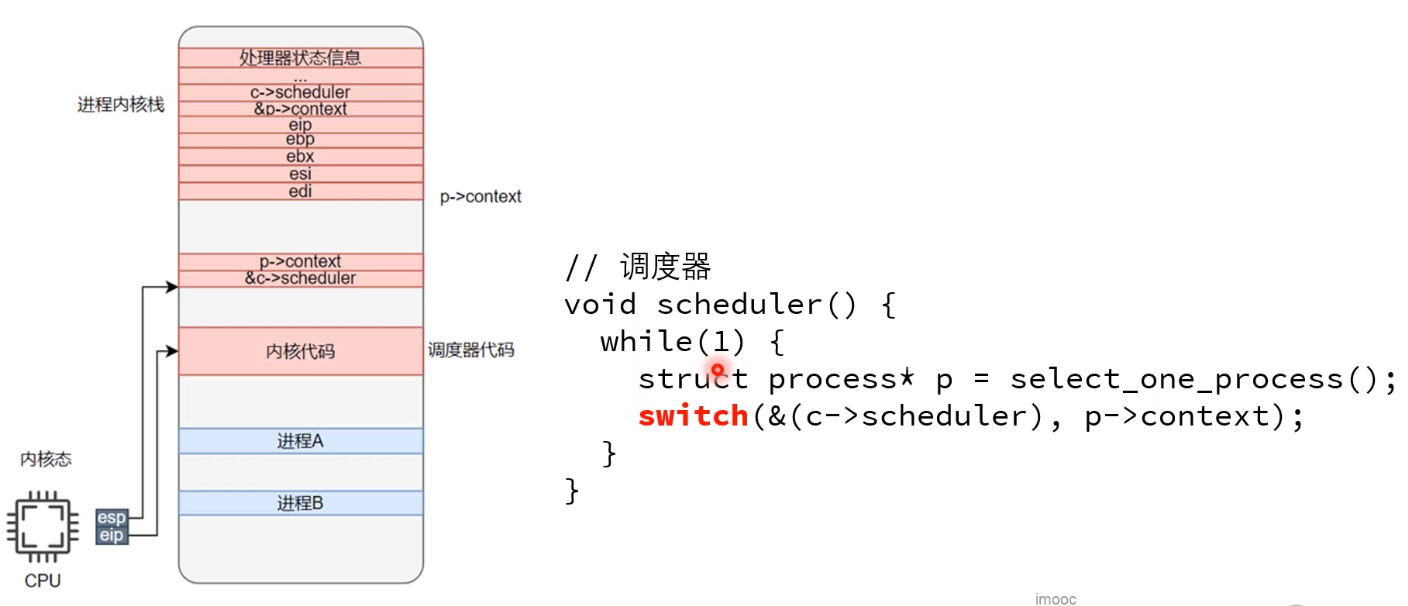 处理器状态信息
...
c->scheduler
&p->context
进程内核栈
eip
ebp
ebx
esi
edi
p->context
p->context
&c->scheduler
// 调度器
void scheduler() {
while(1) {
struct process* p = select_one_process();
switch(&(c->scheduler), p->context);
}
}
内核代码
调度器代码
进程A
内核态
进程B
esp
eip
CPU
imooc